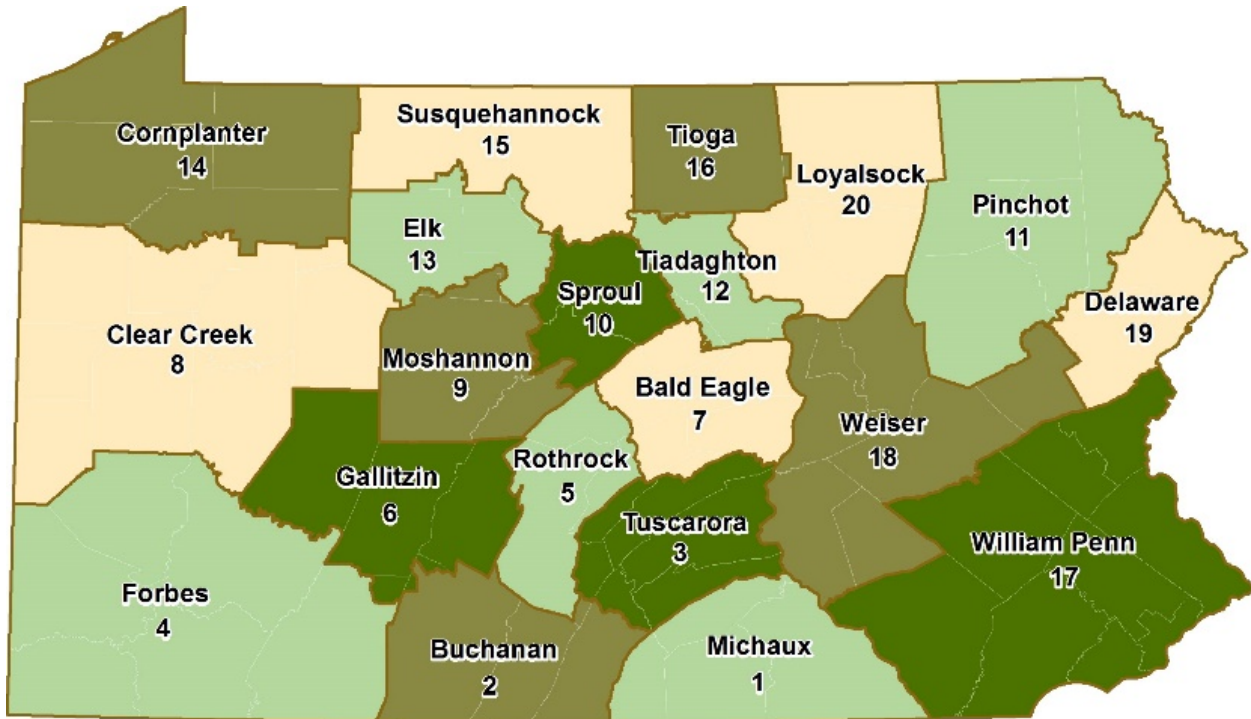 Cornplanter
14
Susquehannock
15
Tioga
16
Loyalsock
20
Pinchot
11
Elk
13
Tiadaghton
12
Sproul
10
Delaware
19
Clear Creek
8
Moshannon
9
Bald Eagle
7
Weiser
18
Gallitzin
6
Rothrock
5
Tuscarora
3
William Penn
17
Forbes
4
Buchanan
2
Michaux
1